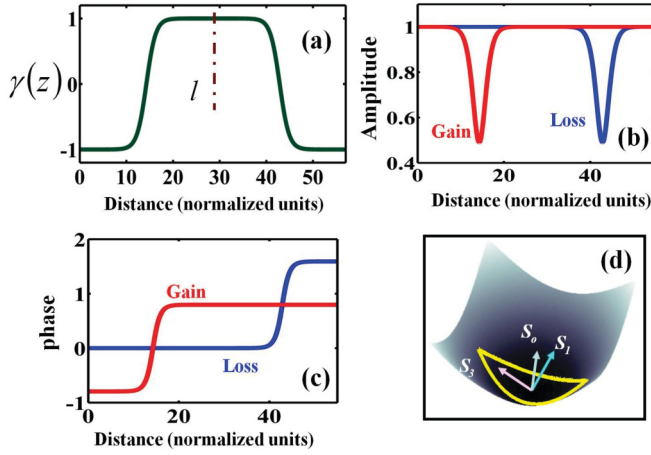 (a)
γ(z)
l
1
0
-1
0 10 20 30 40 50
Distance (normalized units)
(b)
Amplitude
Gain
Loss
1
0.8
0.6
0.4
0 20 40
Distance (normalized units)
(c)
phase
Gain
Loss
2
1
0
-1
0 20 40
Distance (normalized units)
(d)
So
S1
S3